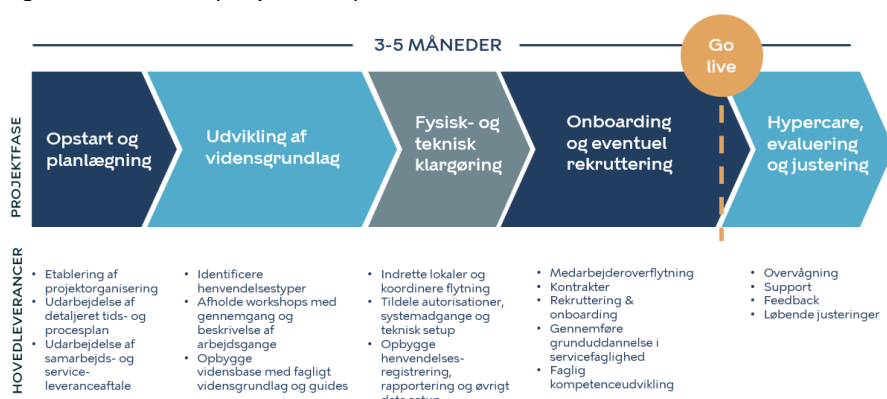 3-5 MÅNEDER
Go
live
PROJEKTFASE
Opstart og
planlægning
Udvikling af
vidensgrundlag
Fysisk- og
teknisk
klargøring
Onboarding
og eventuel
rekruttering
Hypercare,
evaluering
og justering
HOVEDLEVERANCER
• Etablering af
projektorganisering
• Udarbejdelse af
detaljeret tids- og
procesplan
• Udarbejdelse af
samarbejds- og
service-
leveranceaftale
• Identificere
henvendelsestyper
• Afholde workshops med
gennemgang og
beskrivelse af
arbejdsgange
• Opbygge
vidensbase med fagligt
vidensgrundlag og guides
• Indrette lokaler og
koordinere flytning
• Tildele autorisationer,
systemadgange og
teknisk setup
• Opbygge
henvendelses-
registrering,
rapportering og øvrigt
• Medarbejderoverflytning
• Kontrakter
• Rekruttering &
onboarding
• Gennemføre
grunduddannelse i
servicefaglighed
• Faglig
kompetenceudvikling
• Overvågning
• Support
• Feedback
• Løbende justeringer